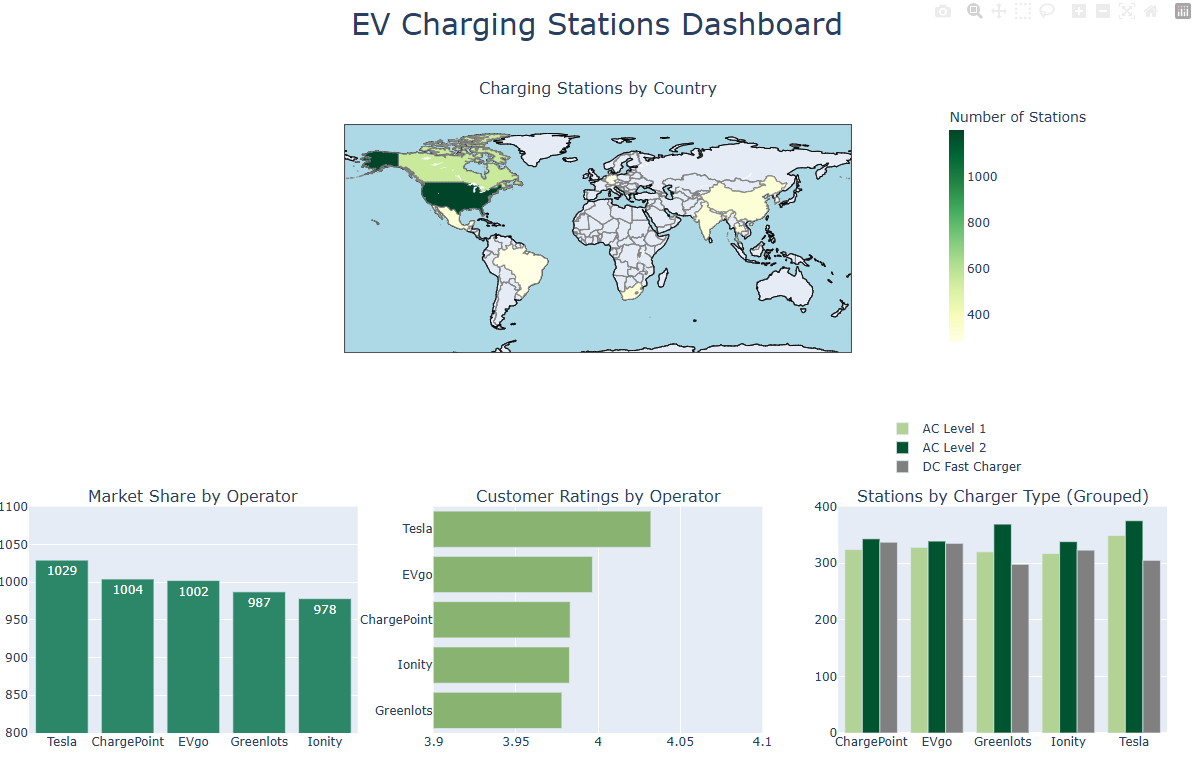 EV Charging Stations Dashboard
Charging Stations by Country
Number of Stations
1000
800
600
400
AC Level 1
AC Level 2
DC Fast Charger
Market Share by Operator
1100
1050
1000
950
900
850
800
1029
1004
1002
987
978
Tesla
ChargePoint
EVgo
Greenlots
Ionity
Customer Ratings by Operator
Tesla
EVgo
ChargePoint
Ionity
Greenlots
3.9
3.95
4
4.05
4.1
Stations by Charger Type (Grouped)
400
300
200
100
0
ChargePoint
EVgo
Greenlots
Ionity
Tesla